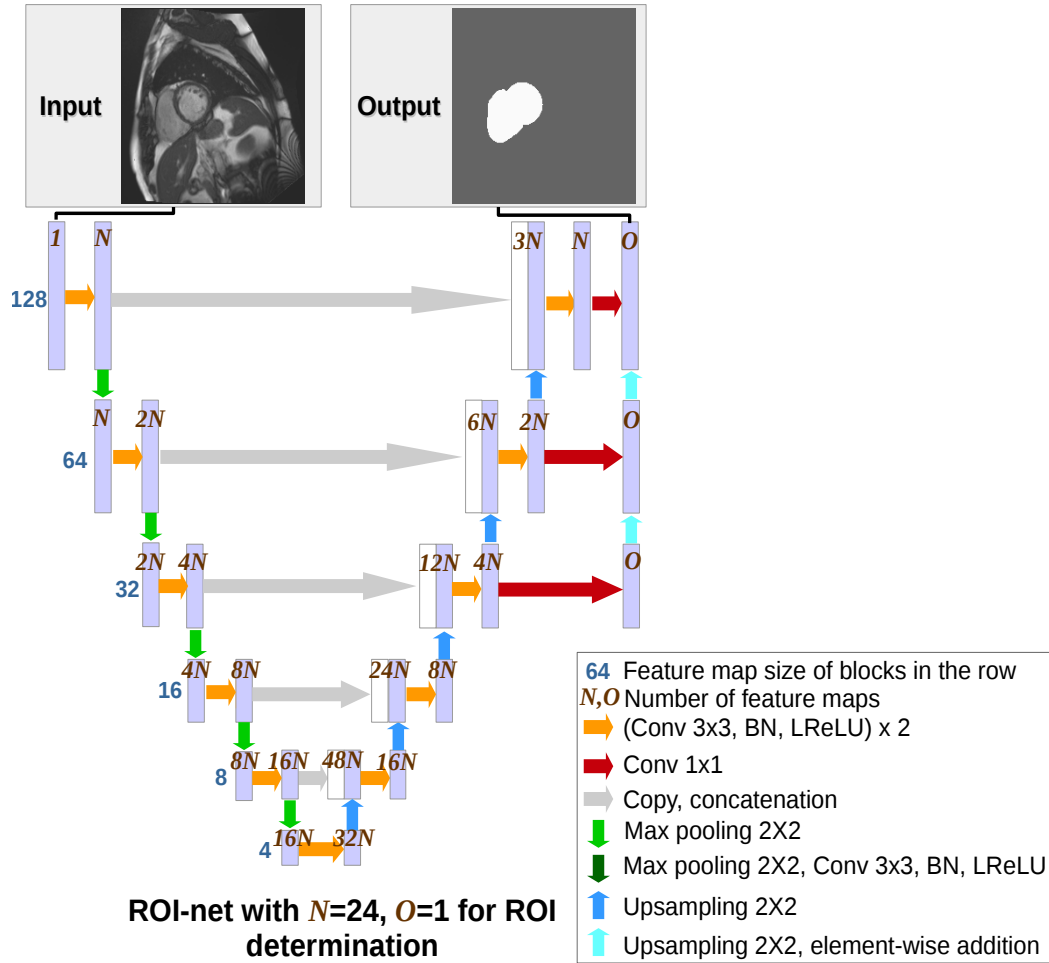 Input
Output
1 N 3N N O
128
N 2N 6N 2N O
64
2N 4N 12N 4N O
32
4N 8N 24N 8N
16
8N 16N 48N 16N
8
16N 32N
4
64 Feature map size of blocks in the row
N,O Number of feature maps
(Conv 3x3, BN, LReLU) x 2
Conv 1x1
Copy, concatenation
Max pooling 2X2
Max pooling 2X2, Conv 3x3, BN, LReLU
Upsampling 2X2
Upsampling 2X2, element-wise addition
ROI-net with N=24, O=1 for ROI
determination